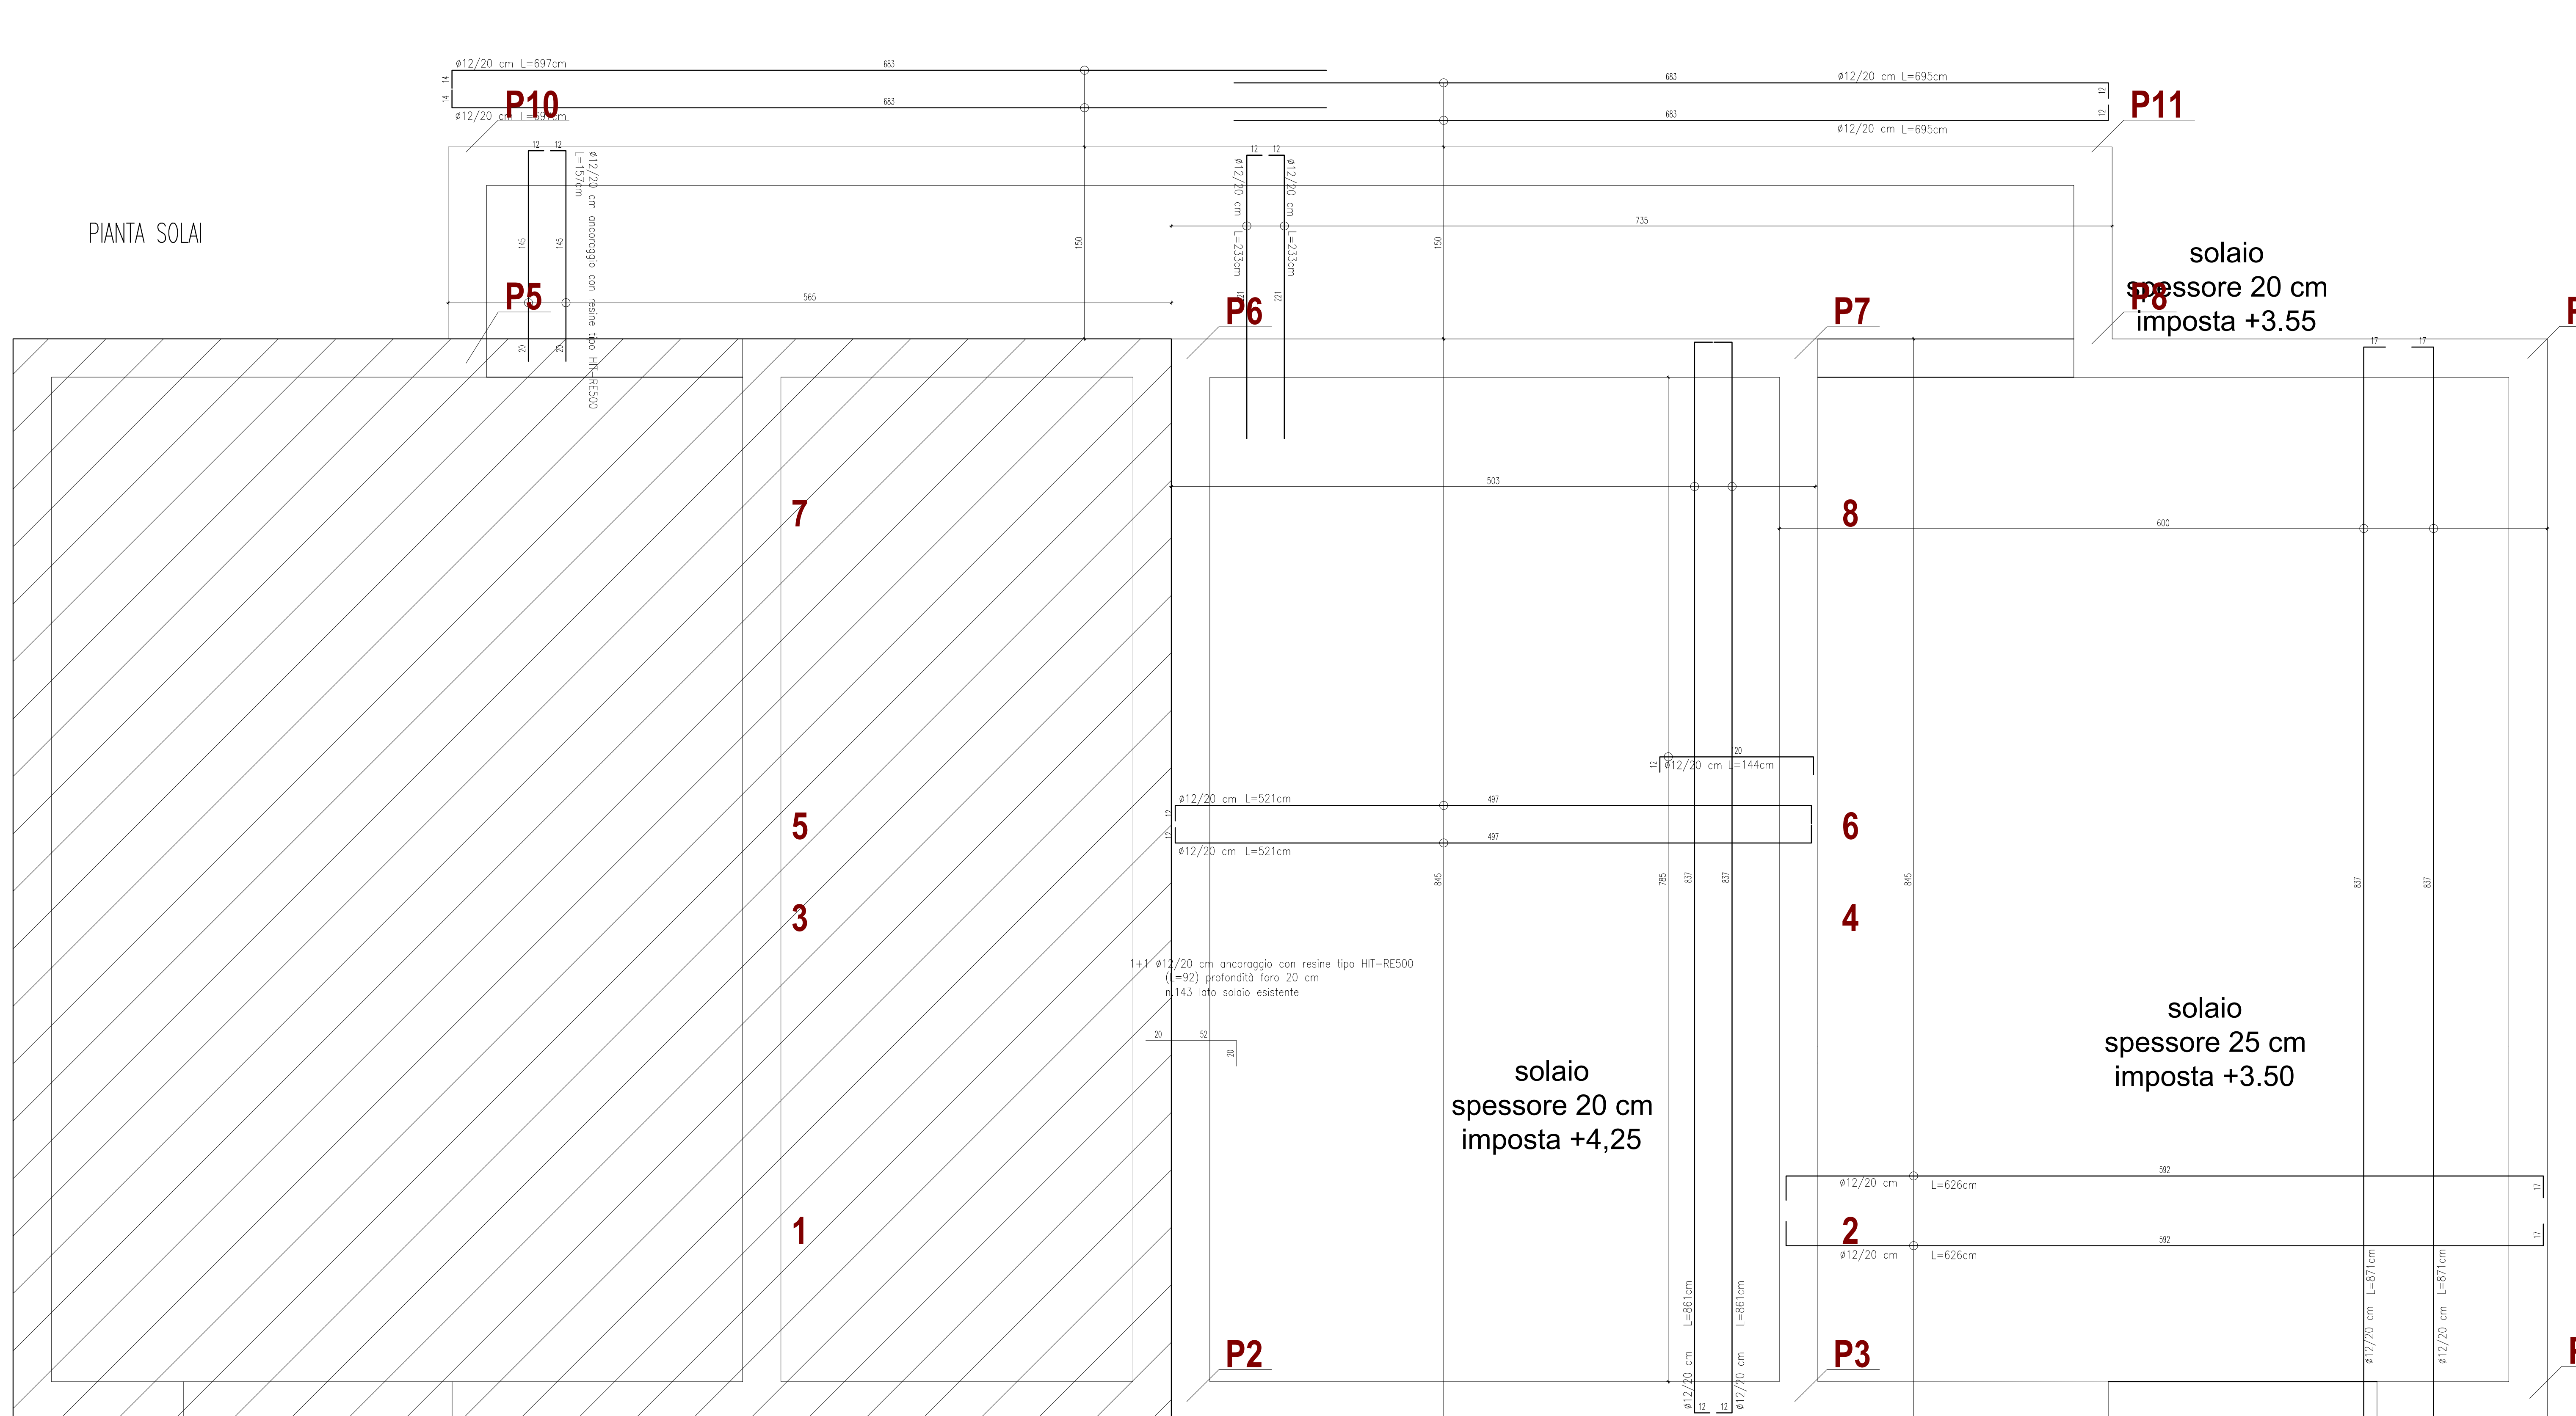 ø12/20 cm L=697cm
683
14
14
683
ø12/20 cm L=697cm
P10
683
ø12/20 cm L=695cm
12
12
683
ø12/20 cm L=695cm
P11
12 12
ø12/20 cm ancoraggio con resine tipo HIT-RE500
L=157cm
145
145
20
20
12 12
ø12/20 cm L=233cm
ø12/20 cm L=233cm
221
221
150
150
735
565
PIANTA SOLAI
P5
P6
P7
P8
solaio
spessore 20 cm
imposta +3.55
17 17
503
600
7
8
120
12
ø12/20 cm L=144cm
ø12/20 cm L=521cm
497
12
12
497
ø12/20 cm L=521cm
5
6
845
785
837
837
845
837
837
3
4
1+1 ø12/20 cm ancoraggio con resine tipo HIT-RE500
(L=92) profondità foro 20 cm
n.143 lato solaio esistente
20 52
20
solaio
spessore 20 cm
imposta +4,25
solaio
spessore 25 cm
imposta +3.50
592
ø12/20 cm L=626cm
17
1
2
592
17
ø12/20 cm L=626cm
ø12/20 cm L=861cm
ø12/20 cm L=861cm
ø12/20 cm L=871cm
ø12/20 cm L=871cm
P2
P3
12 12